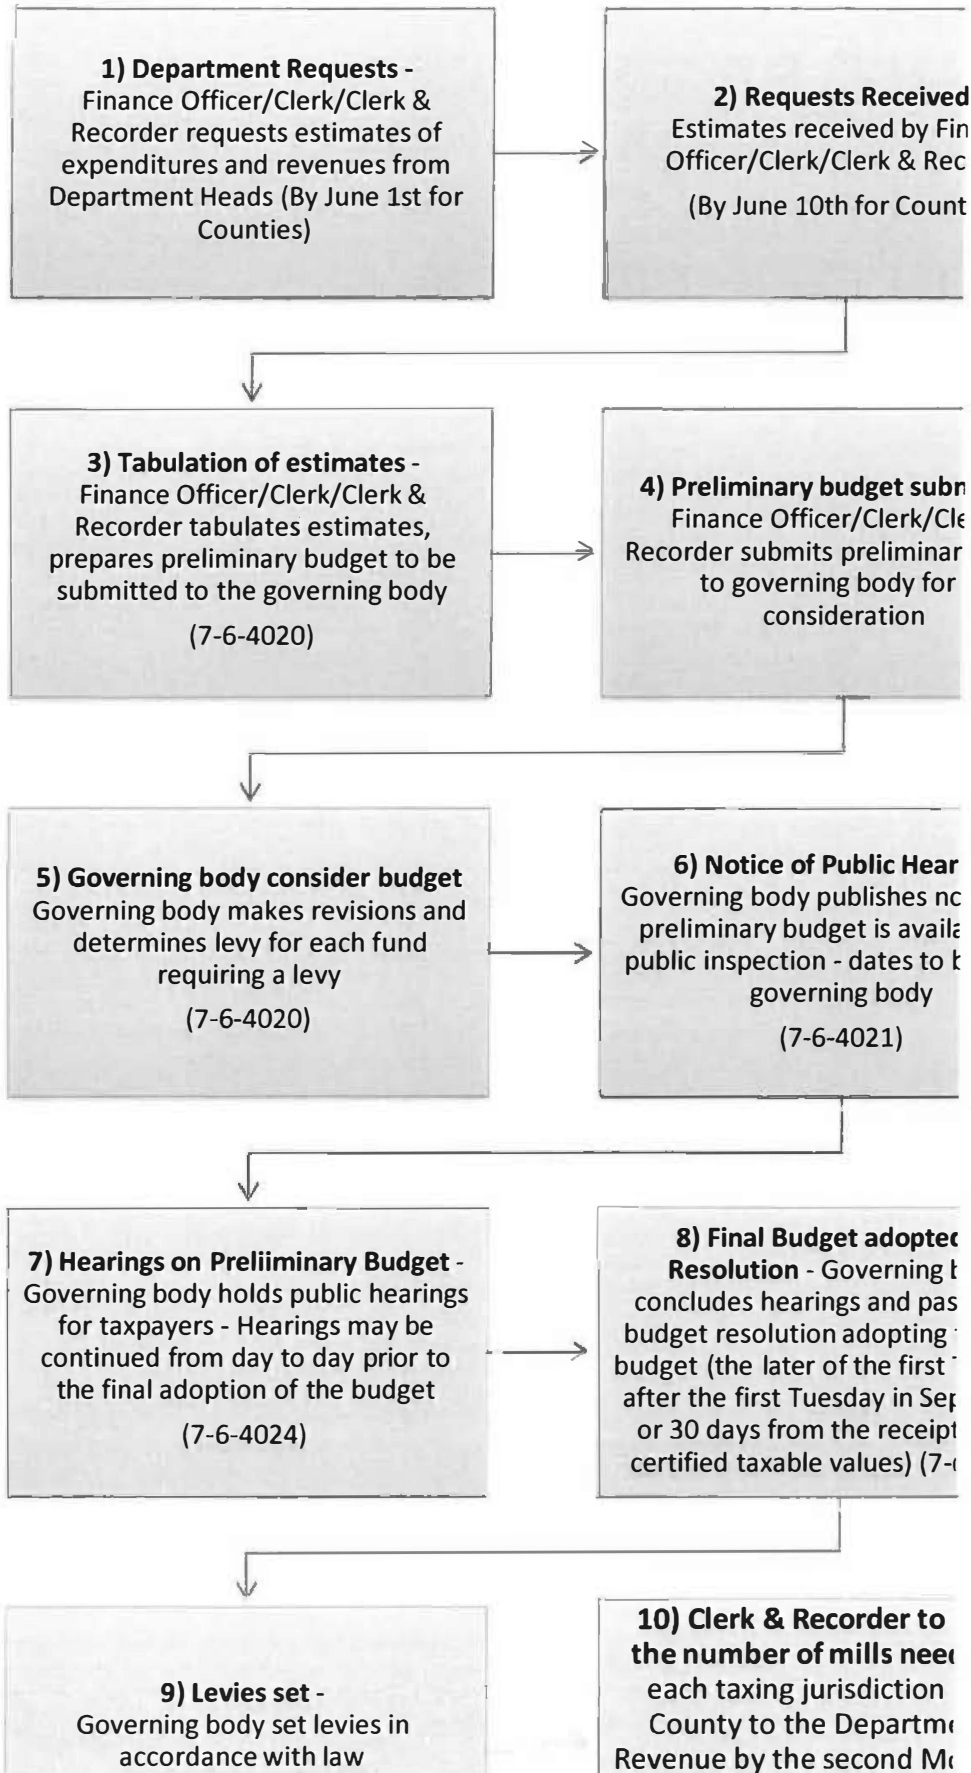 1) Department Requests -
Finance Officer/Clerk/Clerk &
Recorder requests estimates of
expenditures and revenues from
Department Heads (By June 1st for
Counties)
2) Requests Received
Estimates received by Fin
Officer/Clerk/Clerk & Rec
(By June 10th for Count
3) Tabulation of estimates -
Finance Officer/Clerk/Clerk &
Recorder tabulates estimates,
prepares preliminary budget to be
submitted to the governing body
(7-6-4020)
4) Preliminary budget subm
Finance Officer/Clerk/Cle
Recorder submits preliminar
to governing body for
consideration
5) Governing body consider budget
Governing body makes revisions and
determines levy for each fund
requiring a levy
(7-6-4020)
6) Notice of Public Hear
Governing body publishes no
preliminary budget is availa
public inspection - dates to b
governing body
(7-6-4021)
7) Hearings on Preliiminary Budget -
Governing body holds public hearings
for taxpayers - Hearings may be
continued from day to day prior to
the final adoption of the budget
(7-6-4024)
8) Final Budget adopted
Resolution - Governing b
concludes hearings and pas
budget resolution adopting
budget (the later of the first
after the first Tuesday in Sep
or 30 days from the receipt
certified taxable values) (7-
9) Levies set -
Governing body set levies in
accordance with law
10) Clerk & Recorder to
the number of mills need
each taxing jurisdiction
County to the Departme
Revenue by the second Mo